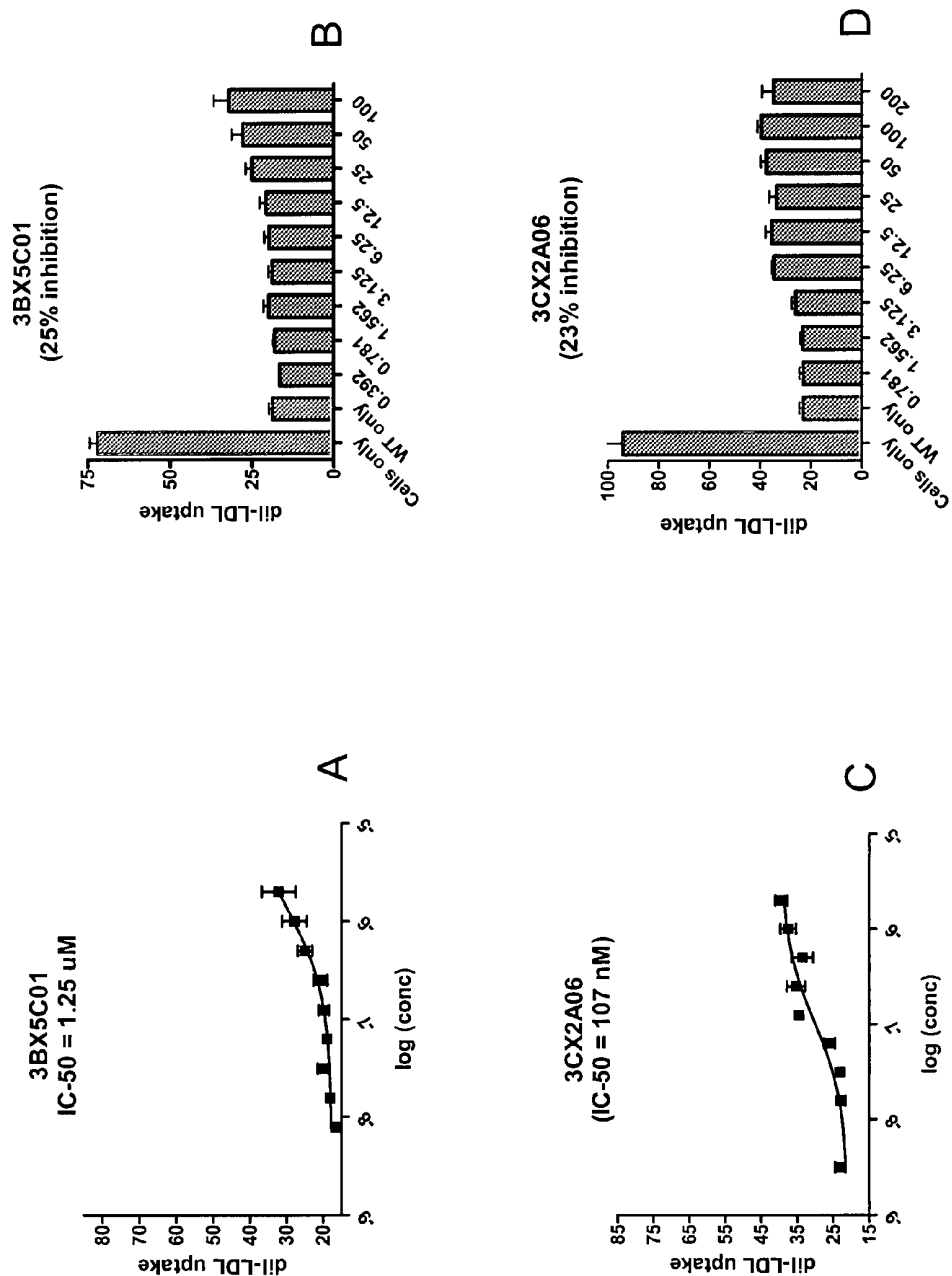 3BX5C01
IC-50 = 1.25 uM
diI-LDL uptake
80
70
60
50
40
30
20
-9
-8
-7
-6
-5
log (conc)
A
3BX5C01
(25% inhibition)
diI-LDL uptake
75
50
25
0
Cells only
WT only
0.392
0.781
1.562
3.125
6.25
12.5
25
50
100
B
3CX2A06
(IC-50 = 107 nM)
diI-LDL uptake
85
75
65
55
45
35
25
15
-9
-8
-7
-6
-5
log (conc)
C
3CX2A06
(23% inhibition)
diI-LDL uptake
100
80
60
40
20
0
Cells only
WT only
0.781
1.562
3.125
6.25
12.5
25
50
100
200
D